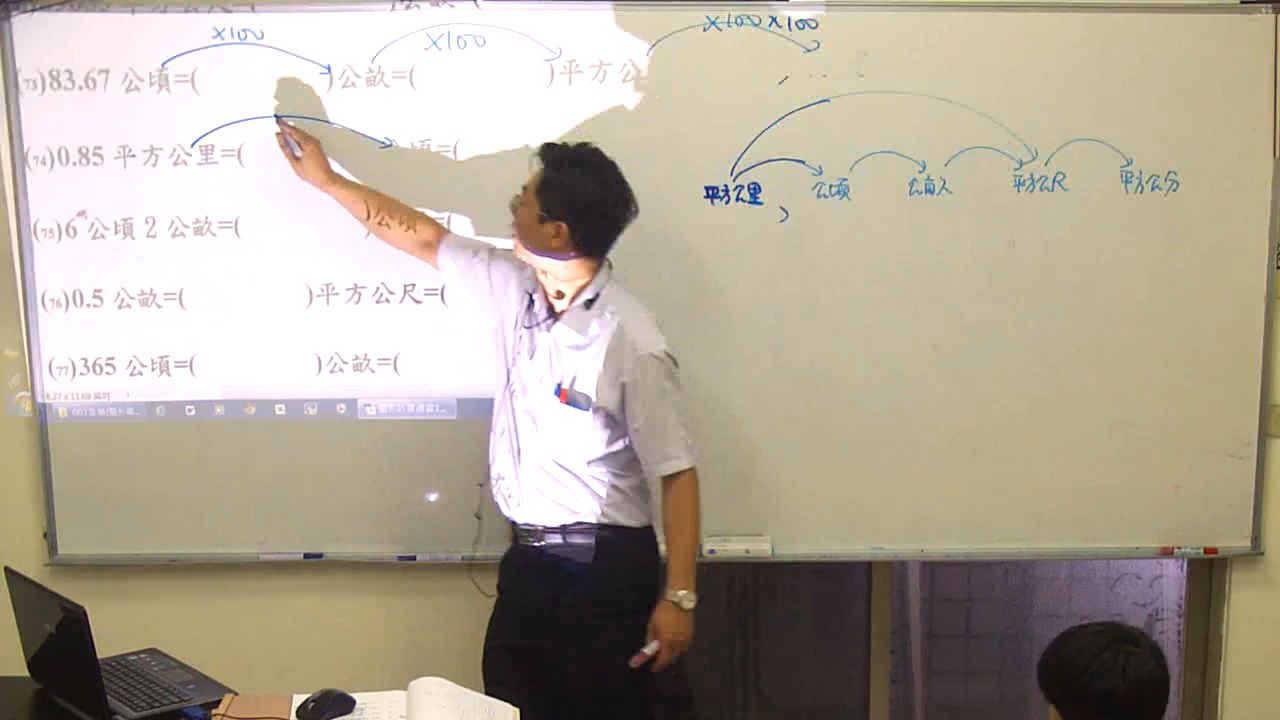 ×100
×100
×100×100
(73)83.67 公頃=( )公畝=( )平方公
(74)0.85 平方公里=( 頃=(
(75)6 公頃 2 公畝=( )公頃=(
(76)0.5 公畝=( )平方公尺=(
(77)365 公頃=( )公畝=(
平方公里 公頃 公畝 平方公尺 平方公分